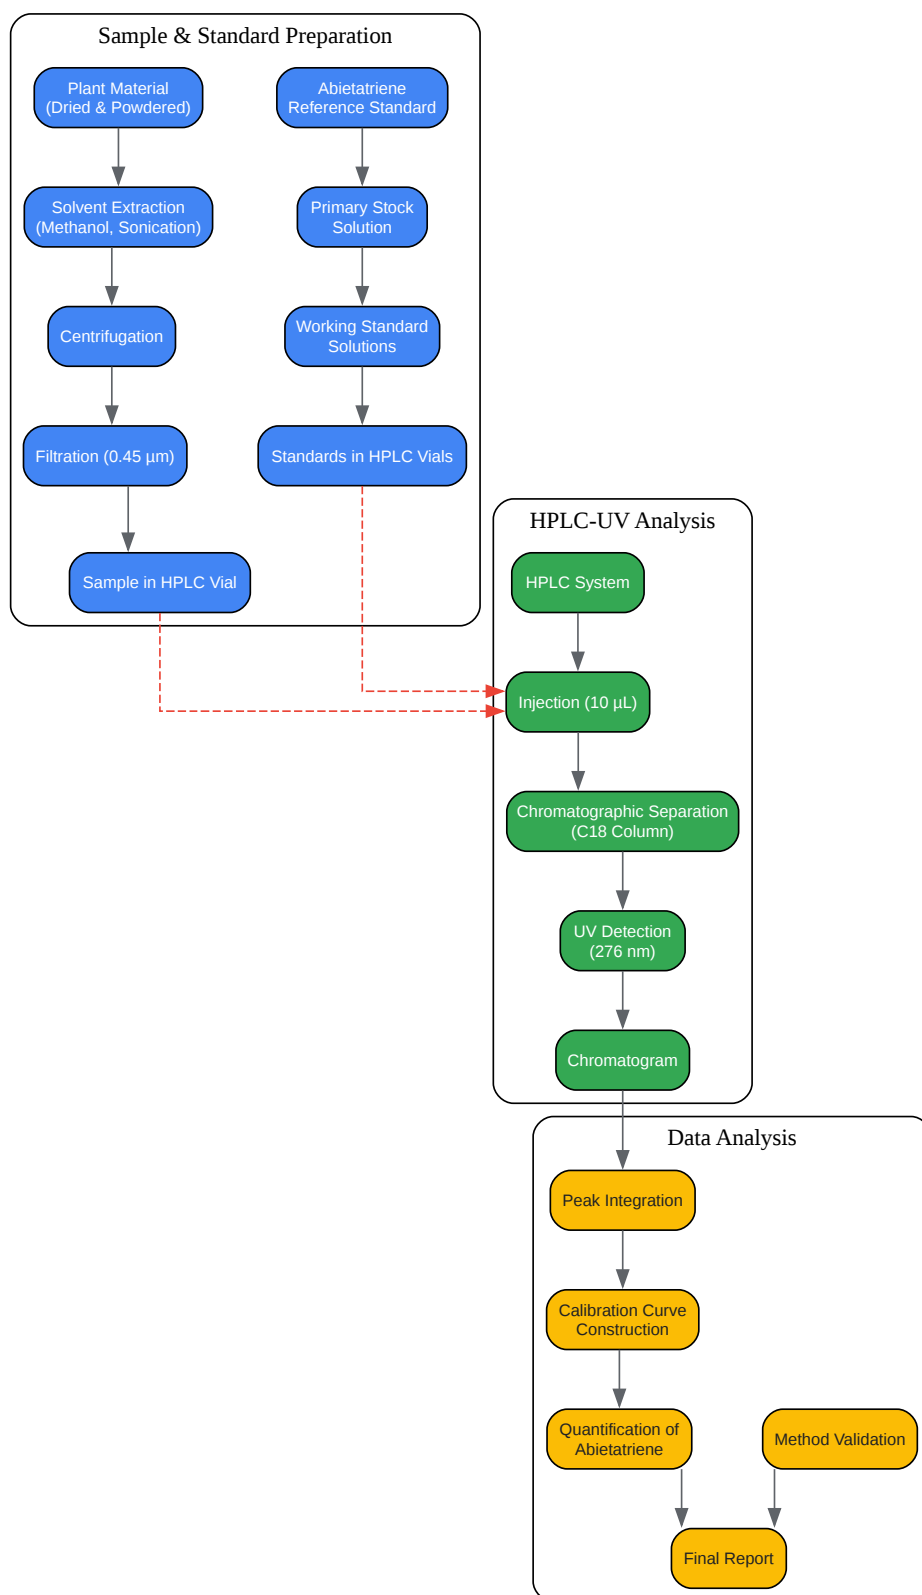 Sample & Standard Preparation
Plant Material
(Dried & Powdered)
Abietatriene
Reference Standard
Solvent Extraction
(Methanol, Sonication)
Primary Stock
Solution
Centrifugation
Working Standard
Solutions
Filtration (0.45 µm)
Standards in HPLC Vials
Sample in HPLC Vial
HPLC-UV Analysis
HPLC System
Injection (10 µL)
Chromatographic Separation
(C18 Column)
UV Detection
(276 nm)
Chromatogram
Data Analysis
Peak Integration
Calibration Curve
Construction
Quantification of
Abietatriene
Method Validation
Final Report